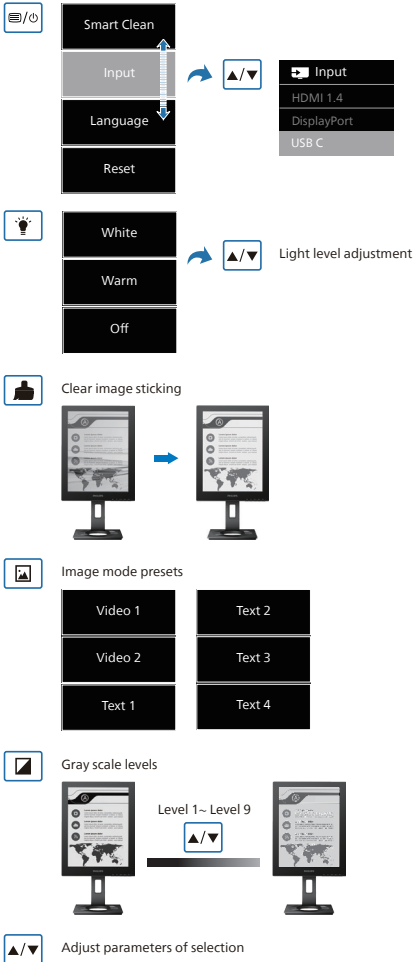 Smart Clean
Input
Language
Reset
Input
HDMI 1.4
DisplayPort
USB C
White
Warm
Off
Light level adjustment
Clear image sticking
Image mode presets
Video 1
Text 2
Video 2
Text 3
Text 1
Text 4
Gray scale levels
Level 1~ Level 9
Adjust parameters of selection